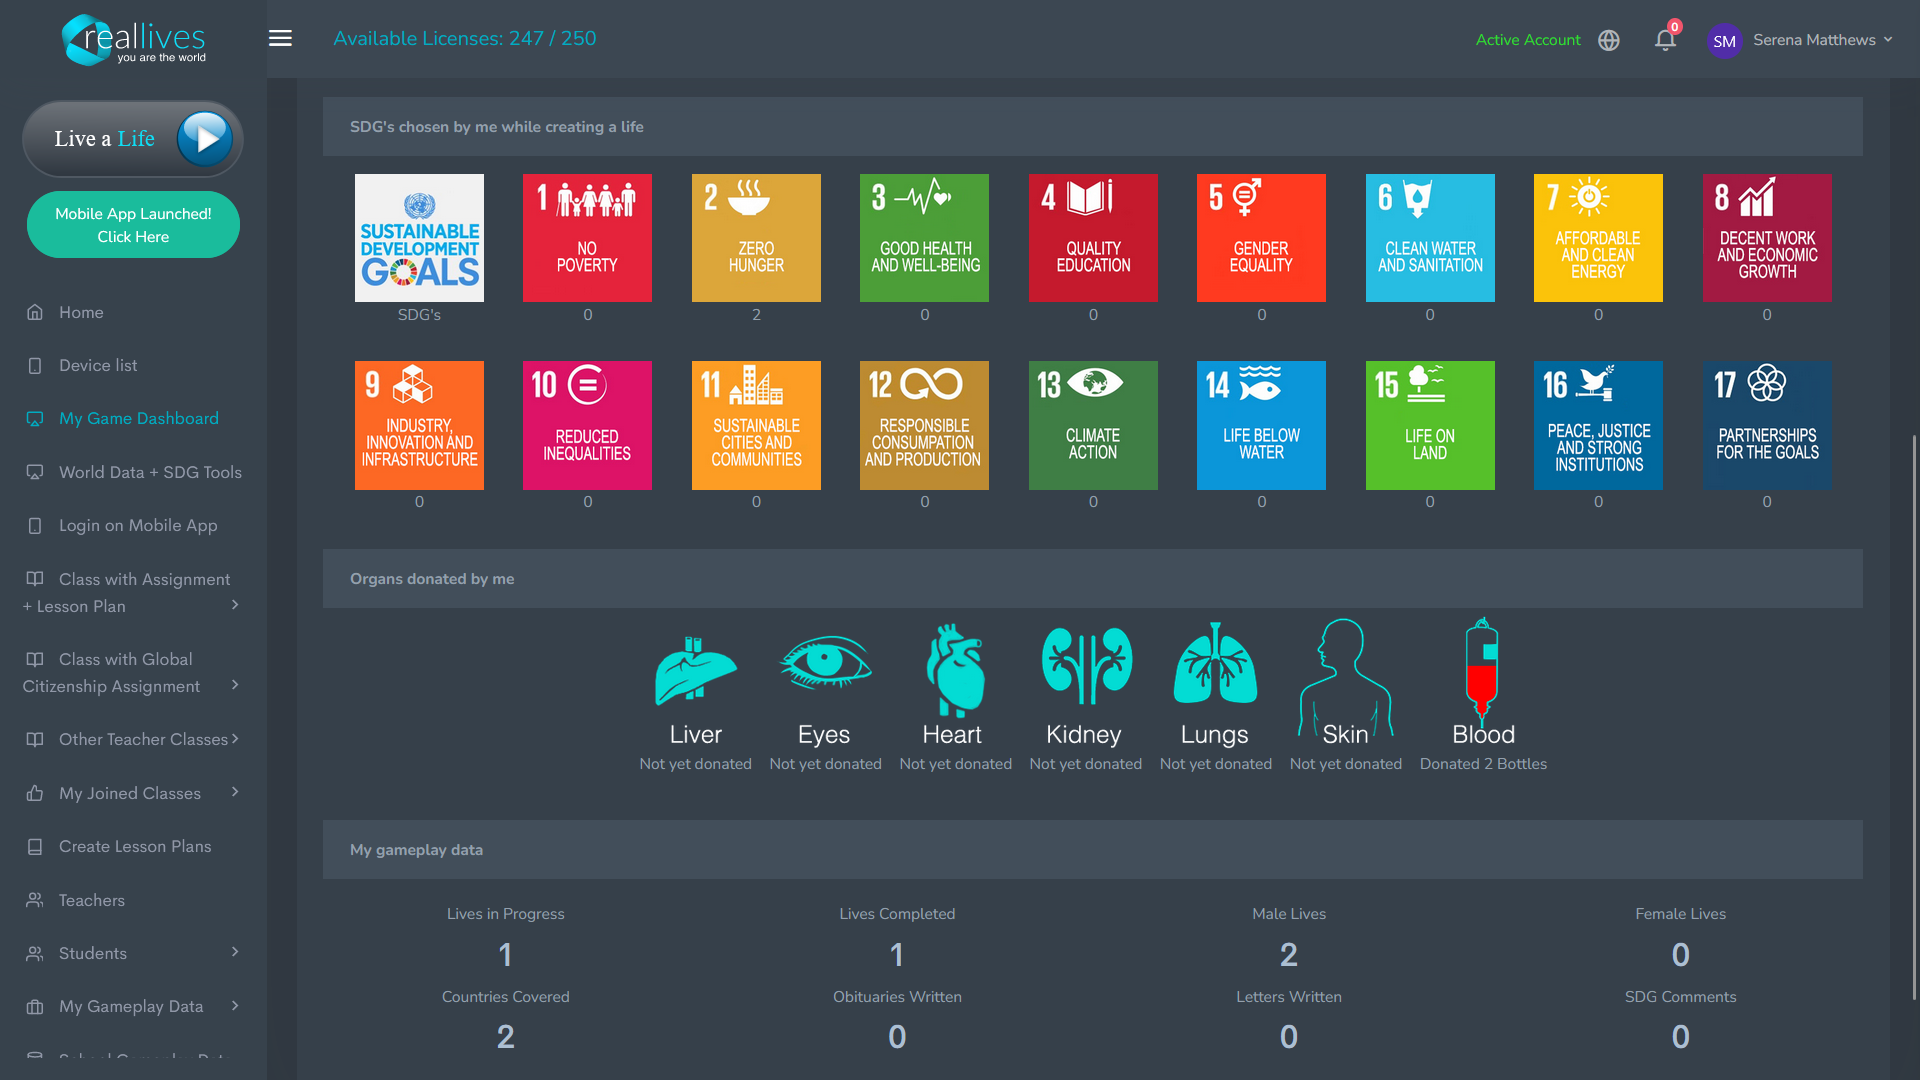 reallives
you are the world
Available Licenses: 247 / 250
Active Account
0
SM
Serena Matthews
Live a Life
Mobile App Launched!
Click Here
Home
Device list
My Game Dashboard
World Data + SDG Tools
Login on Mobile App
Class with Assignment
+ Lesson Plan
Class with Global
Citizenship Assignment
Other Teacher Classes
My Joined Classes
Create Lesson Plans
Teachers
Students
My Gameplay Data
SDG's chosen by me while creating a life
SUSTAINABLE
DEVELOPMENT
GOALS
SDG's
1
NO
POVERTY
0
2
ZERO
HUNGER
2
3
GOOD HEALTH
AND WELL-BEING
0
4
QUALITY
EDUCATION
0
5
GENDER
EQUALITY
0
6
CLEAN WATER
AND SANITATION
0
7
AFFORDABLE
AND CLEAN
ENERGY
0
8
DECENT WORK
AND ECONOMIC
GROWTH
0
9
INDUSTRY,
INNOVATION AND
INFRASTRUCTURE
0
10
REDUCED
INEQUALITIES
0
11
SUSTAINABLE
CITIES AND
COMMUNITIES
0
12
RESPONSIBLE
CONSUMPATION
AND PRODUCTION
0
13
CLIMATE
ACTION
0
14
LIFE BELOW
WATER
0
15
LIFE ON
LAND
0
16
PEACE, JUSTICE
AND STRONG
INSTITUTIONS
0
17
PARTNERSHIPS
FOR THE GOALS
0
Organs donated by me
Liver
Not yet donated
Eyes
Not yet donated
Heart
Not yet donated
Kidney
Not yet donated
Lungs
Not yet donated
Skin
Not yet donated
Blood
Donated 2 Bottles
My gameplay data
Lives in Progress
1
Lives Completed
1
Male Lives
2
Female Lives
0
Countries Covered
2
Obituaries Written
0
Letters Written
0
SDG Comments
0